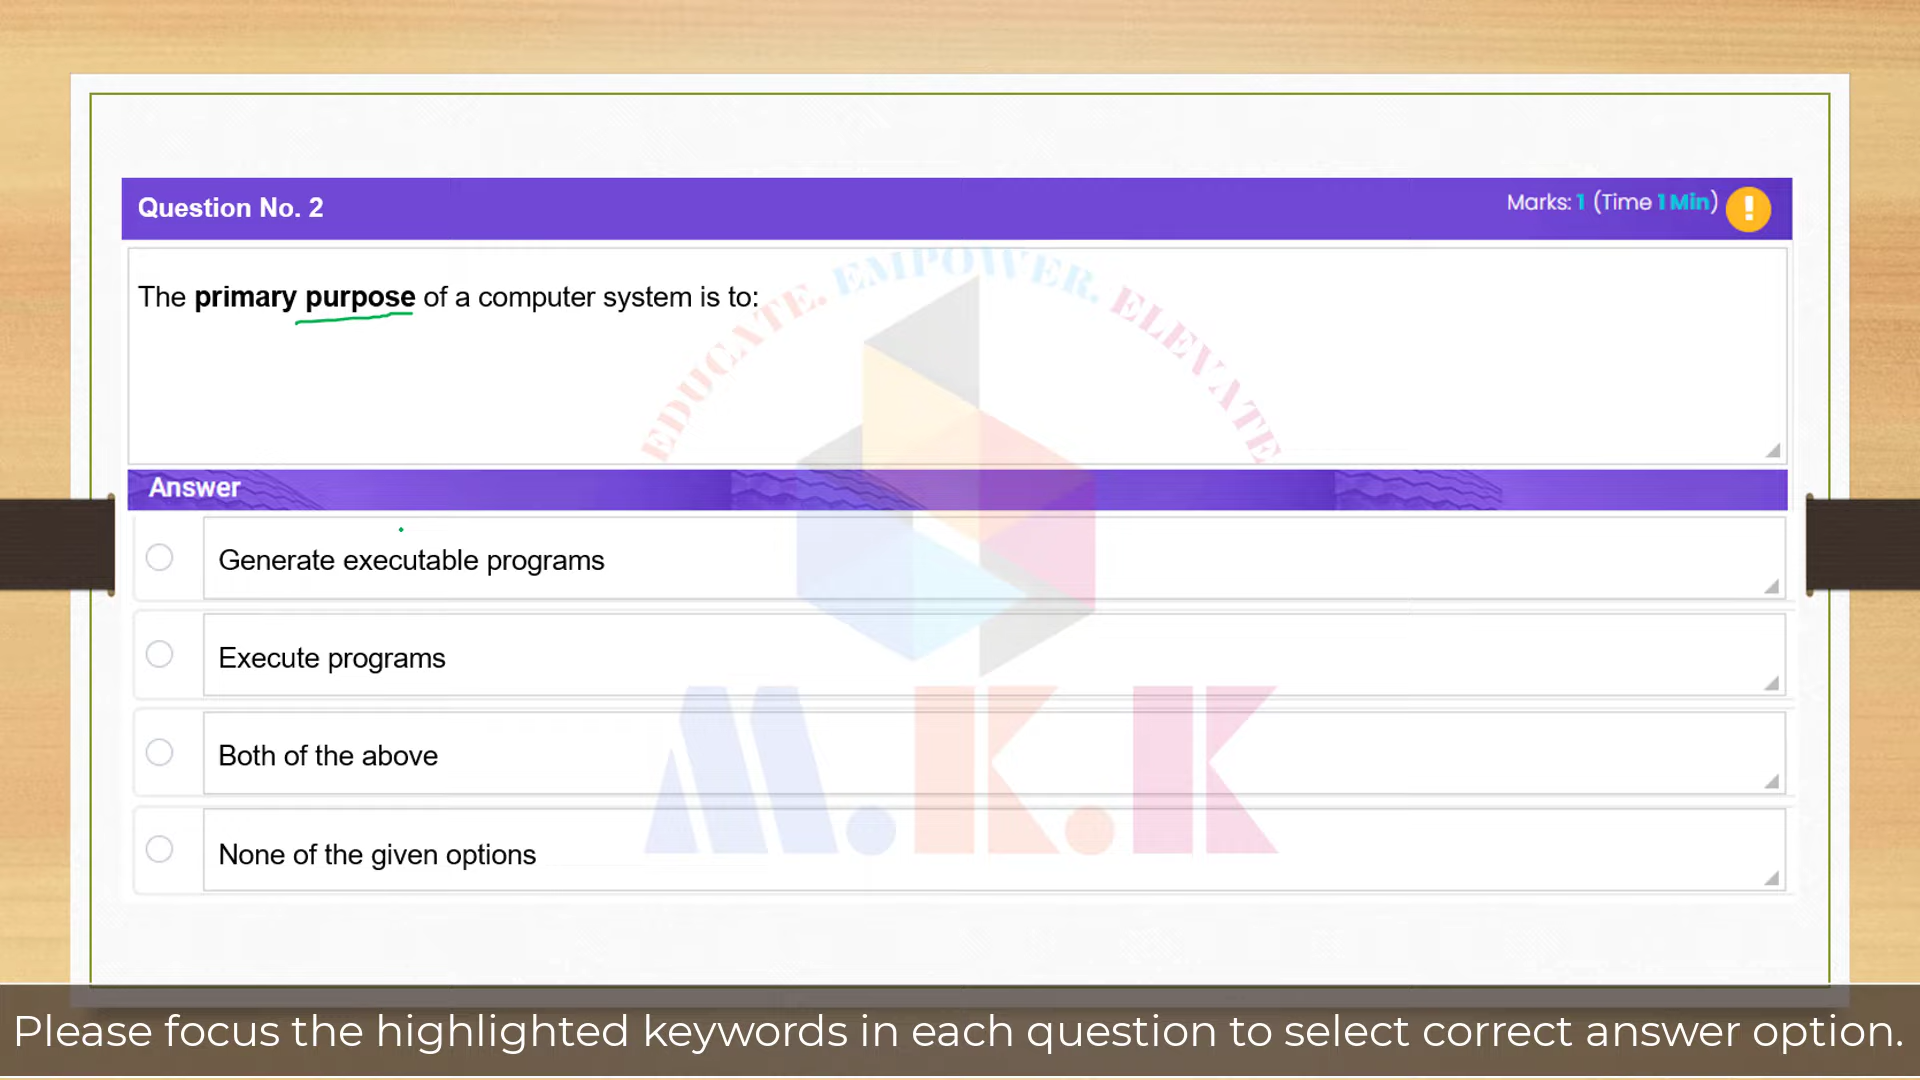 Question No. 2
Marks: 1 (Time 1 Min)
!
The primary purpose of a computer system is to:
EDUCATE. EMPOWER. ELEVATE
Answer
Generate executable programs
Execute programs
Both of the above
None of the given options
M.K.K
Please focus the highlighted keywords in each question to select correct answer option.